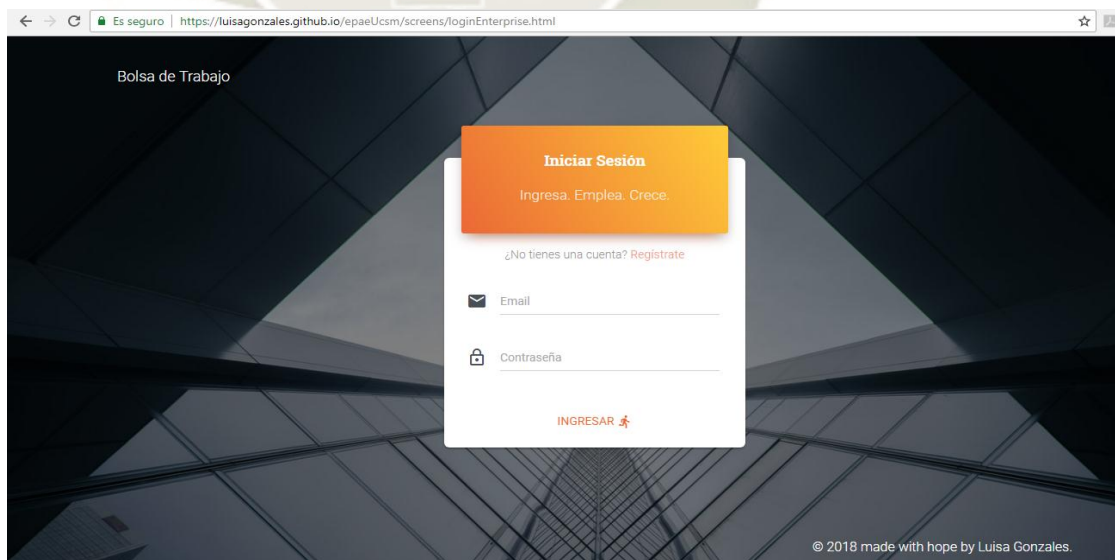 Es seguro | https://luisagonzales.github.io/epaeUcsm/screens/loginEnterprise.html
Bolsa de Trabajo
Iniciar Sesión
Ingresa. Emplea. Crece.
¿No tienes una cuenta? Regístrate
Email
Contraseña
INGRESAR
© 2018 made with hope by Luisa Gonzales.